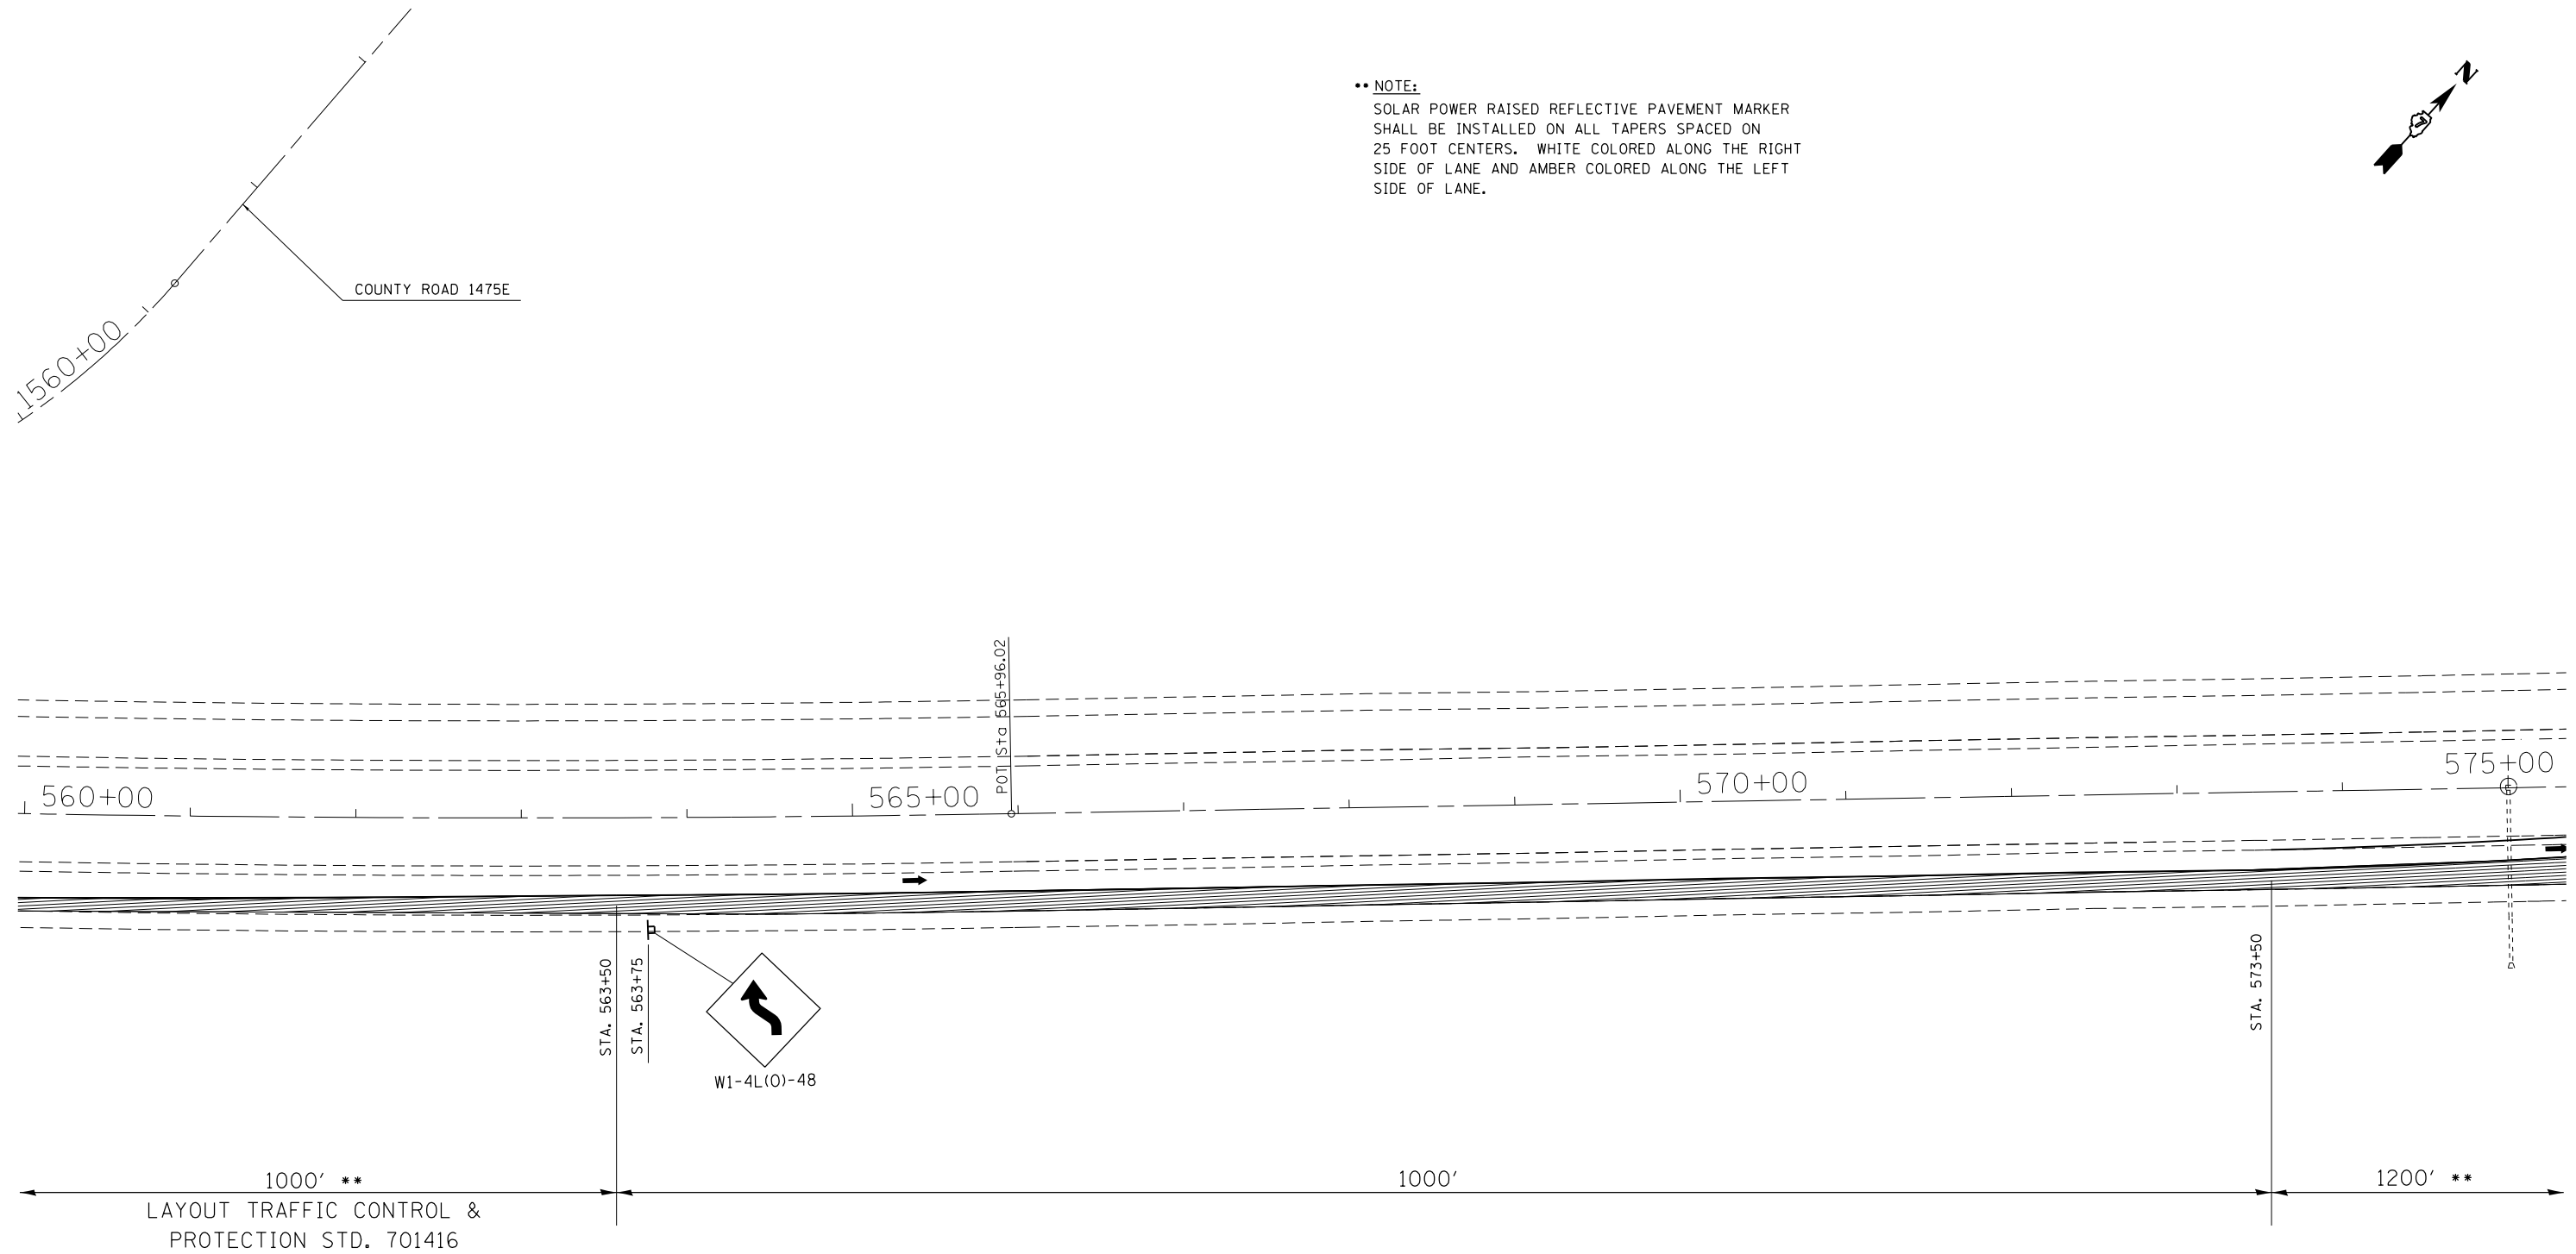 •• NOTE:
SOLAR POWER RAISED REFLECTIVE PAVEMENT MARKER
SHALL BE INSTALLED ON ALL TAPERS SPACED ON
25 FOOT CENTERS. WHITE COLORED ALONG THE RIGHT
SIDE OF LANE AND AMBER COLORED ALONG THE LEFT
SIDE OF LANE.
N
COUNTY ROAD 1475E
1560+00
POT Sta 565+96.02
560+00
565+00
570+00
575+00
STA. 563+50
STA. 563+75
W1-4L(O)-48
STA. 573+50
1000' **
1000'
1200' **
LAYOUT TRAFFIC CONTROL &
PROTECTION STD. 701416